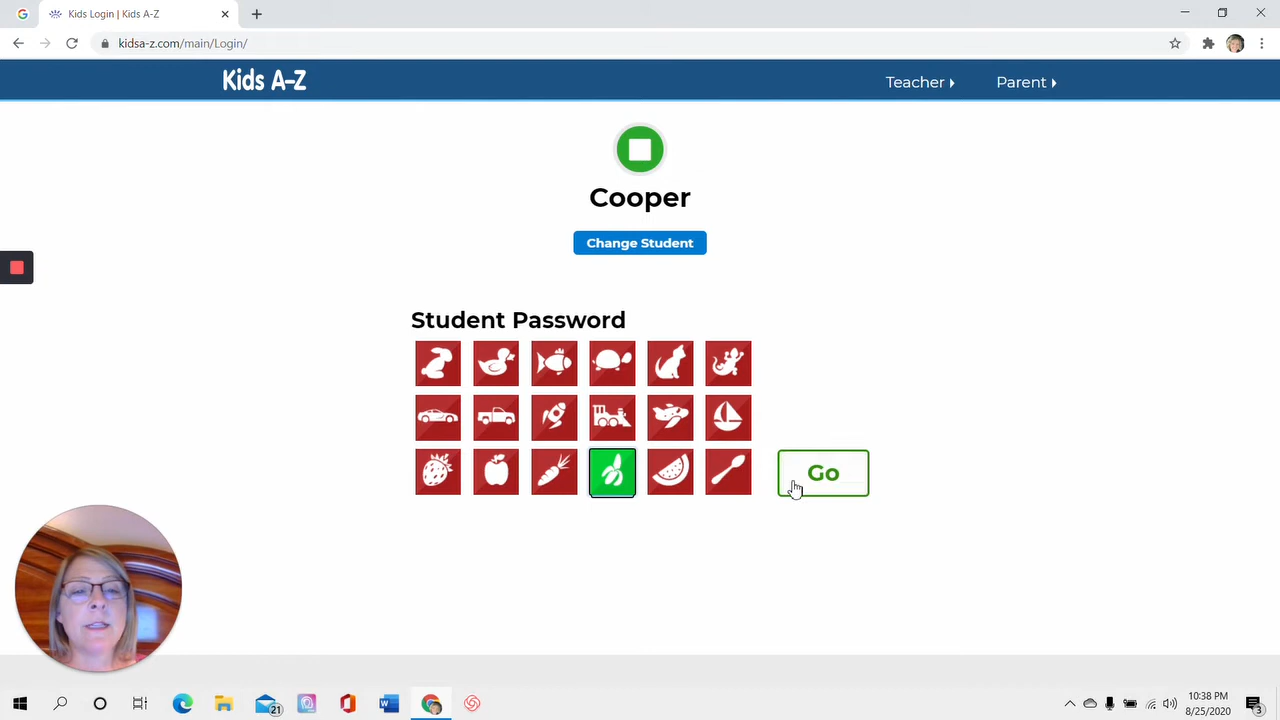 Kids Login | Kids A-Z
kidsa-z.com/main/Login/
Kids A-Z
Teacher
Parent
Cooper
Change Student
Student Password
Go
21
10:38 PM
8/25/2020
3